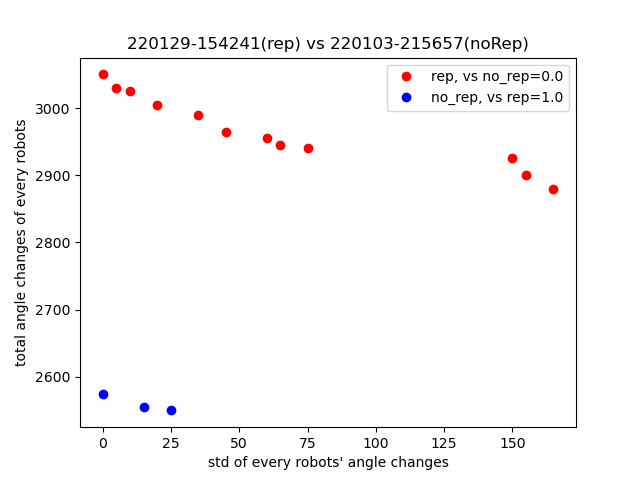 220129-154241(rep) vs 220103-215657(noRep)
rep, vs no_rep=0.0
no_rep, vs rep=1.0
total angle changes of every robots
3000
2900
2800
2700
2600
0 25 50 75 100 125 150
std of every robots' angle changes